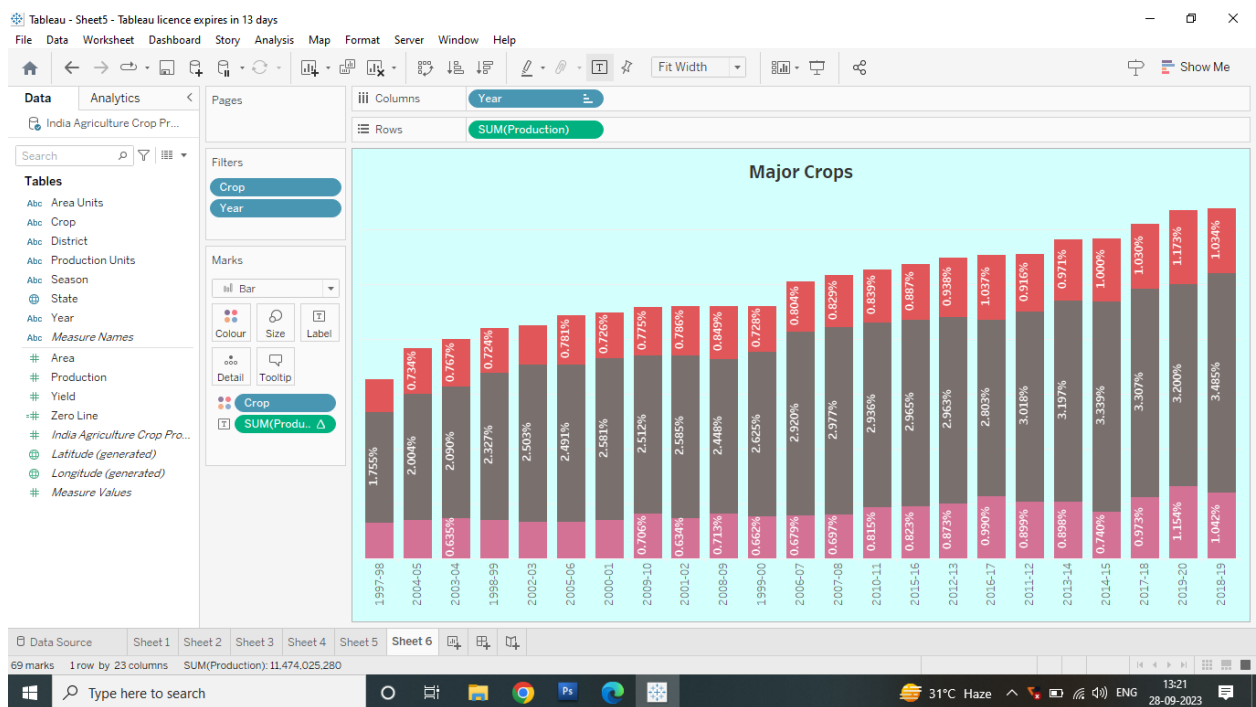 Tableau - Sheet5 - Tableau licence expires in 13 days
File Data Worksheet Dashboard Story Analysis Map Format Server Window Help
T Fit Width Show Me
Data Analytics
India Agriculture Crop Pr...
Search
Tables
Abc Area Units
Abc Crop
Abc District
Abc Production Units
Abc Season
State
Abc Year
Abc Measure Names
# Area
# Production
# Yield
=# Zero Line
# India Agriculture Crop Pro...
Latitude (generated)
Longitude (generated)
# Measure Values
Pages
Filters
Crop
Year
Marks
Bar
Colour Size T Label
Detail Tooltip
Crop
T SUM(Produ.. Δ
iii Columns Year
Rows SUM(Production)
Major Crops
1.755%
0.734% 2.004%
0.767% 2.090% 0.635%
0.724% 2.327%
2.503%
0.781% 2.491%
0.726% 2.581%
0.775% 2.512% 0.706%
0.786% 2.585% 0.634%
0.849% 2.448% 0.713%
0.728% 2.625% 0.662%
0.804% 2.920% 0.679%
0.829% 2.977% 0.697%
0.839% 2.936% 0.815%
0.887% 2.965% 0.823%
0.938% 2.963% 0.873%
1.037% 2.803% 0.990%
0.916% 3.018% 0.899%
0.971% 3.197% 0.898%
1.000% 3.339% 0.740%
1.030% 3.307% 0.973%
1.173% 3.200% 1.154%
1.034% 3.485% 1.042%
1997-98 2004-05 2003-04 1998-99 2002-03 2005-06 2000-01 2009-10 2001-02 2008-09 1999-00 2006-07 2007-08 2010-11 2015-16 2012-13 2016-17 2011-12 2013-14 2014-15 2017-18 2019-20 2018-19
Data Source Sheet 1 Sheet 2 Sheet 3 Sheet 4 Sheet 5 Sheet 6
69 marks 1 row by 23 columns SUM(Production): 11,474,025,280
Type here to search
Ps
31°C Haze ENG
13:21
28-09-2023